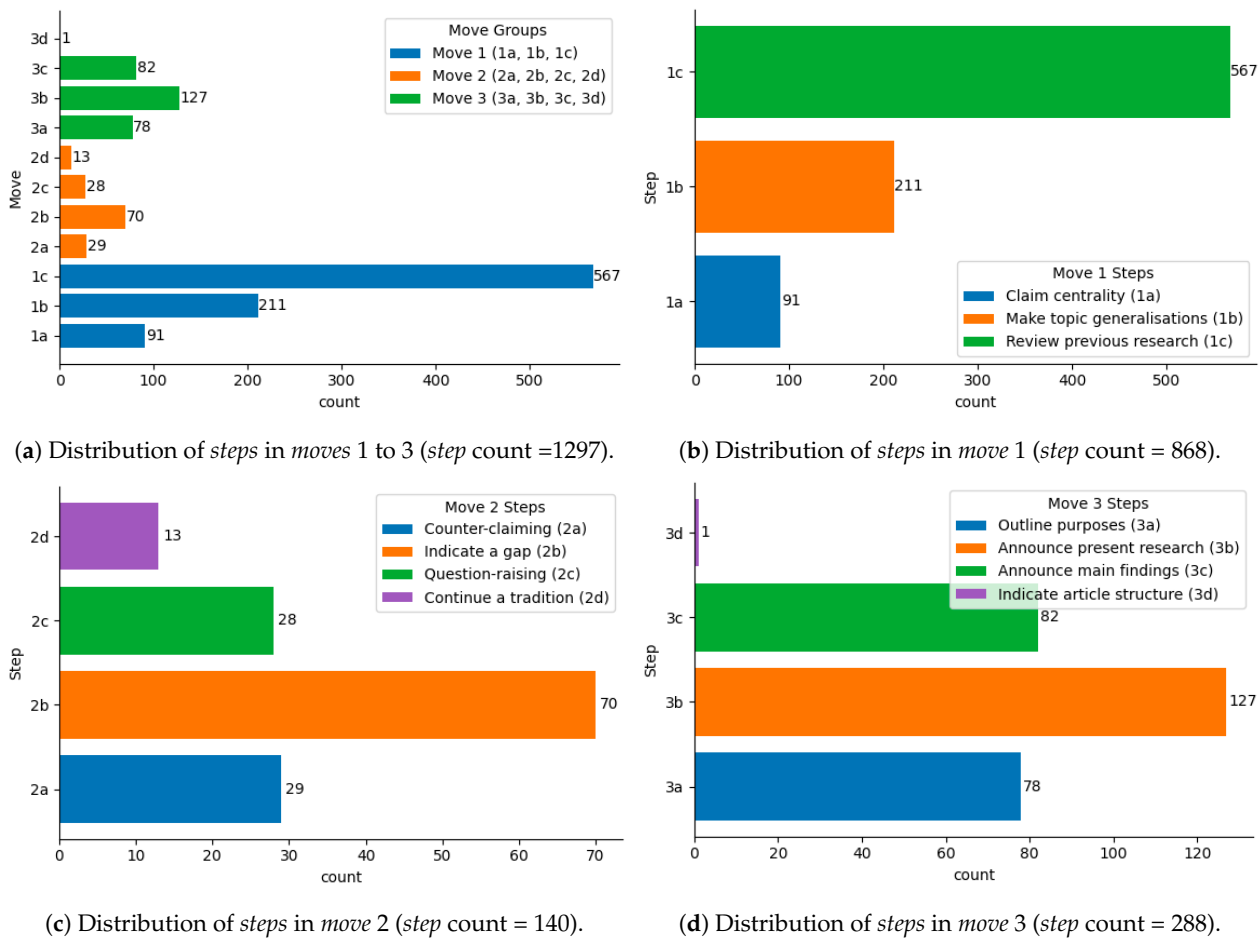 3d
1
3c
82
3b
127
3a
78
2d
13
2c
28
2b
70
2a
29
1c
567
1b
211
1a
91
Move
0 100 200 300 400 500
count
Move Groups
Move 1 (1a, 1b, 1c)
Move 2 (2a, 2b, 2c, 2d)
Move 3 (3a, 3b, 3c, 3d)
(a) Distribution of steps in moves 1 to 3 (step count =1297).
1c
567
1b
211
1a
91
Step
0 100 200 300 400 500
count
Move 1 Steps
Claim centrality (1a)
Make topic generalisations (1b)
Review previous research (1c)
(b) Distribution of steps in move 1 (step count = 868).
2d
13
2c
28
2b
70
2a
29
Step
0 10 20 30 40 50 60 70
count
Move 2 Steps
Counter-claiming (2a)
Indicate a gap (2b)
Question-raising (2c)
Continue a tradition (2d)
(c) Distribution of steps in move 2 (step count = 140).
3d
1
3c
82
3b
127
3a
78
Step
0 20 40 60 80 100 120
count
Move 3 Steps
Outline purposes (3a)
Announce present research (3b)
Announce main findings (3c)
Indicate article structure (3d)
(d) Distribution of steps in move 3 (step count = 288).